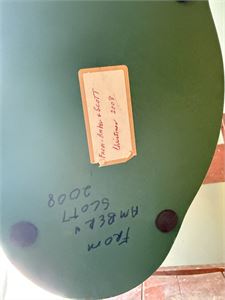 From: Amber & Scott
Christmas 2008
FROM
AMBER &
SCOTT
2008